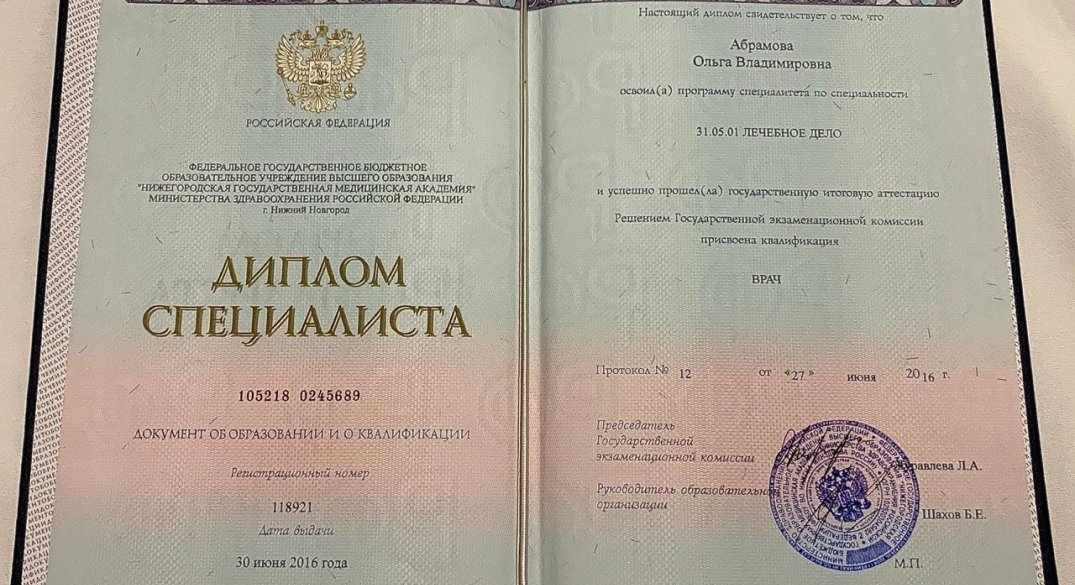 РОССИЙСКАЯ ФЕДЕРАЦИЯ
ФЕДЕРАЛЬНОЕ ГОСУДАРСТВЕННОЕ БЮДЖЕТНОЕ
ОБРАЗОВАТЕЛЬНОЕ УЧРЕЖДЕНИЕ ВЫСШЕГО ОБРАЗОВАНИЯ
"НИЖЕГОРОДСКАЯ ГОСУДАРСТВЕННАЯ МЕДИЦИНСКАЯ АКАДЕМИЯ"
МИНИСТЕРСТВА ЗДРАВООХРАНЕНИЯ РОССИЙСКОЙ ФЕДЕРАЦИИ
г. Нижний Новгород
ДИПЛОМ
СПЕЦИАЛИСТА
105218 0245689
ДОКУМЕНТ ОБ ОБРАЗОВАНИИ И О КВАЛИФИКАЦИИ
Регистрационный номер
118921
Дата выдачи
30 июня 2016 года
Настоящий диплом свидетельствует о том, что
Абрамова
Ольга Владимировна
освоил(а) программу специалитета по специальности
31.05.01 ЛЕЧЕБНОЕ ДЕЛО
и успешно прошел(ла) государственную итоговую аттестацию
Решением Государственной экзаменационной комиссии
присвоена квалификация
ВРАЧ
Протокол № 12 от «27» июня 2016 г.
Председатель
Государственной
экзаменационной комиссии
Журавлева Л.А.
Руководитель образовательной
организации
Шахов Б.Е.
М.П.